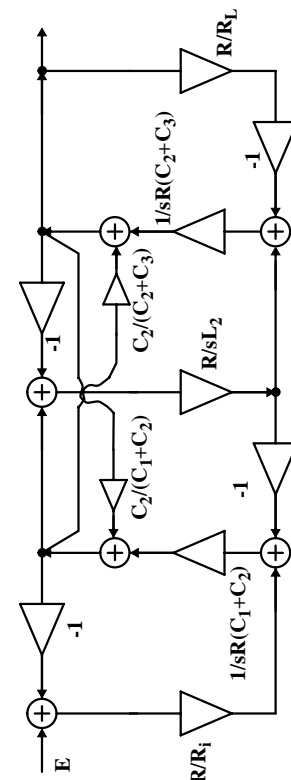 E
-1
-1
R/R_i
1/sR(C_1+C_2)
C_2/(C_1+C_2)
-1
R/sL_2
C_2/(C_2+C_3)
1/sR(C_2+C_3)
-1
R/R_L